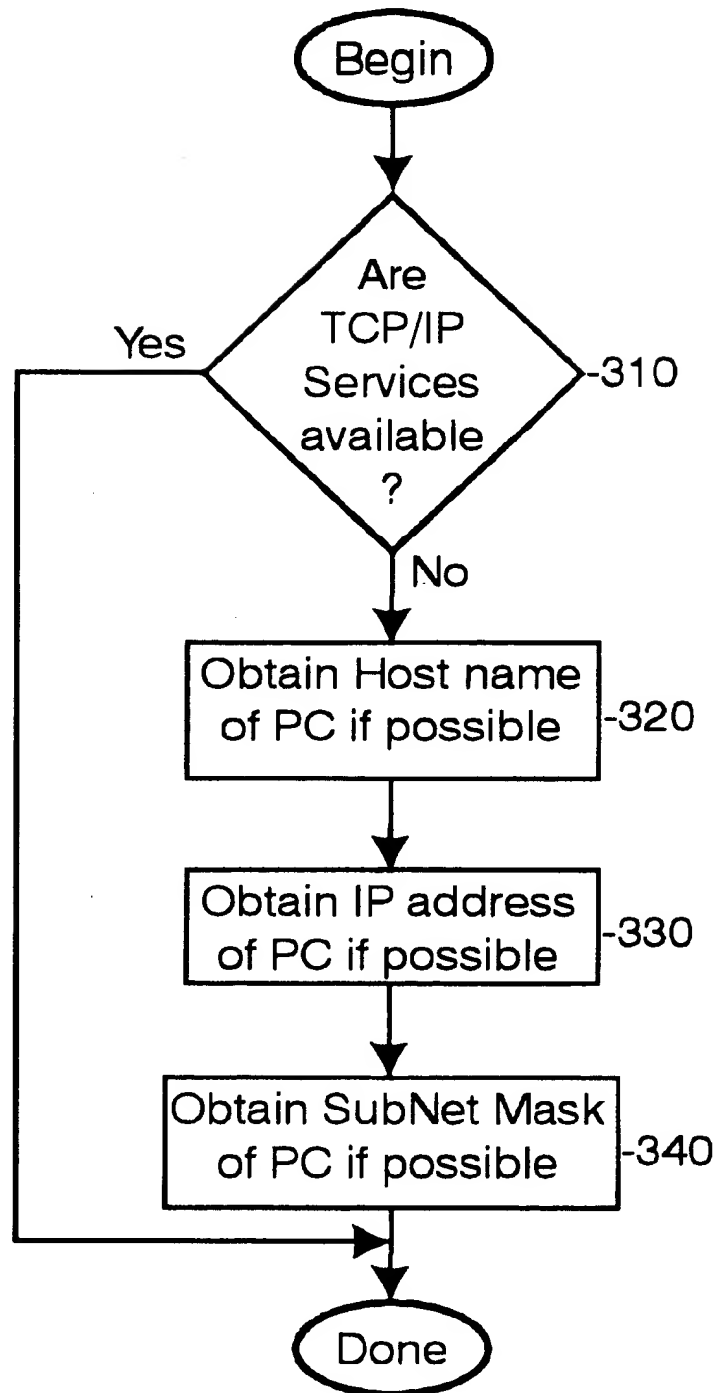 Begin
Are
TCP/IP
Services
available
?
Yes
-310
No
Obtain Host name
of PC if possible
-320
Obtain IP address
of PC if possible
-330
Obtain SubNet Mask
of PC if possible
-340
Done